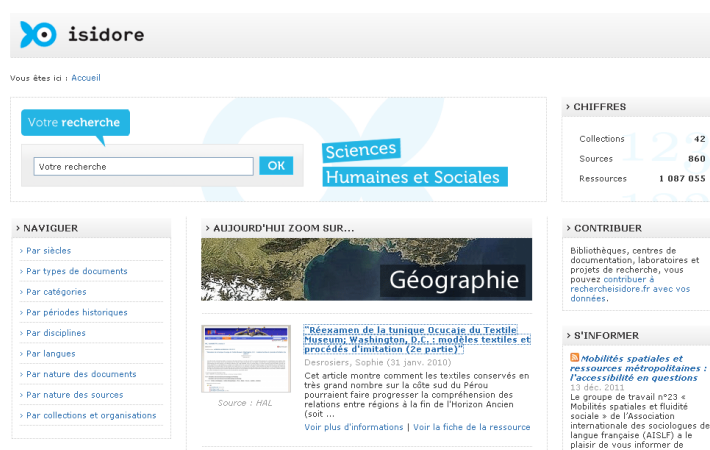 isidore
Vous êtes ici : Accueil
Votre recherche
Votre recherche
OK
Sciences
Humaines et Sociales
> CHIFFRES
Collections 42
Sources 860
Ressources 1 087 055
> NAVIGUER
> Par siècles
> Par types de documents
> Par catégories
> Par périodes historiques
> Par disciplines
> Par langues
> Par nature des documents
> Par nature des sources
> Par collections et organisations
> AUJOURD'HUI ZOOM SUR...
Géographie
"Réexamen de la tunique Ocucaje du Textile
Museum; Washington, D.C. : modèles textiles et
procédés d'imitation (2e partie)"
Desrosiers, Sophie (31 janv. 2010)
Cet article montre comment les textiles conservés en
très grand nombre sur la côte sud du Pérou
pourraient faire progresser la compréhension des
relations entre régions à la fin de l'Horizon Ancien
(soit ...
Voir plus d'informations | Voir la fiche de la ressource
Source : HAL
> CONTRIBUER
Bibliothèques, centres de
documentation, laboratoires et
projets de recherche, vous
pouvez contribuer à
rechercheisidore.fr avec vos
données.
> S'INFORMER
Mobilités spatiales et
ressources métropolitaines :
l'accessibilité en questions
13 déc. 2011
Le groupe de travail n°23 «
Mobilités spatiales et fluidité
sociale » de l'Association
internationale des sociologues de
langue française (AISLF) a le
plaisir de vous informer de